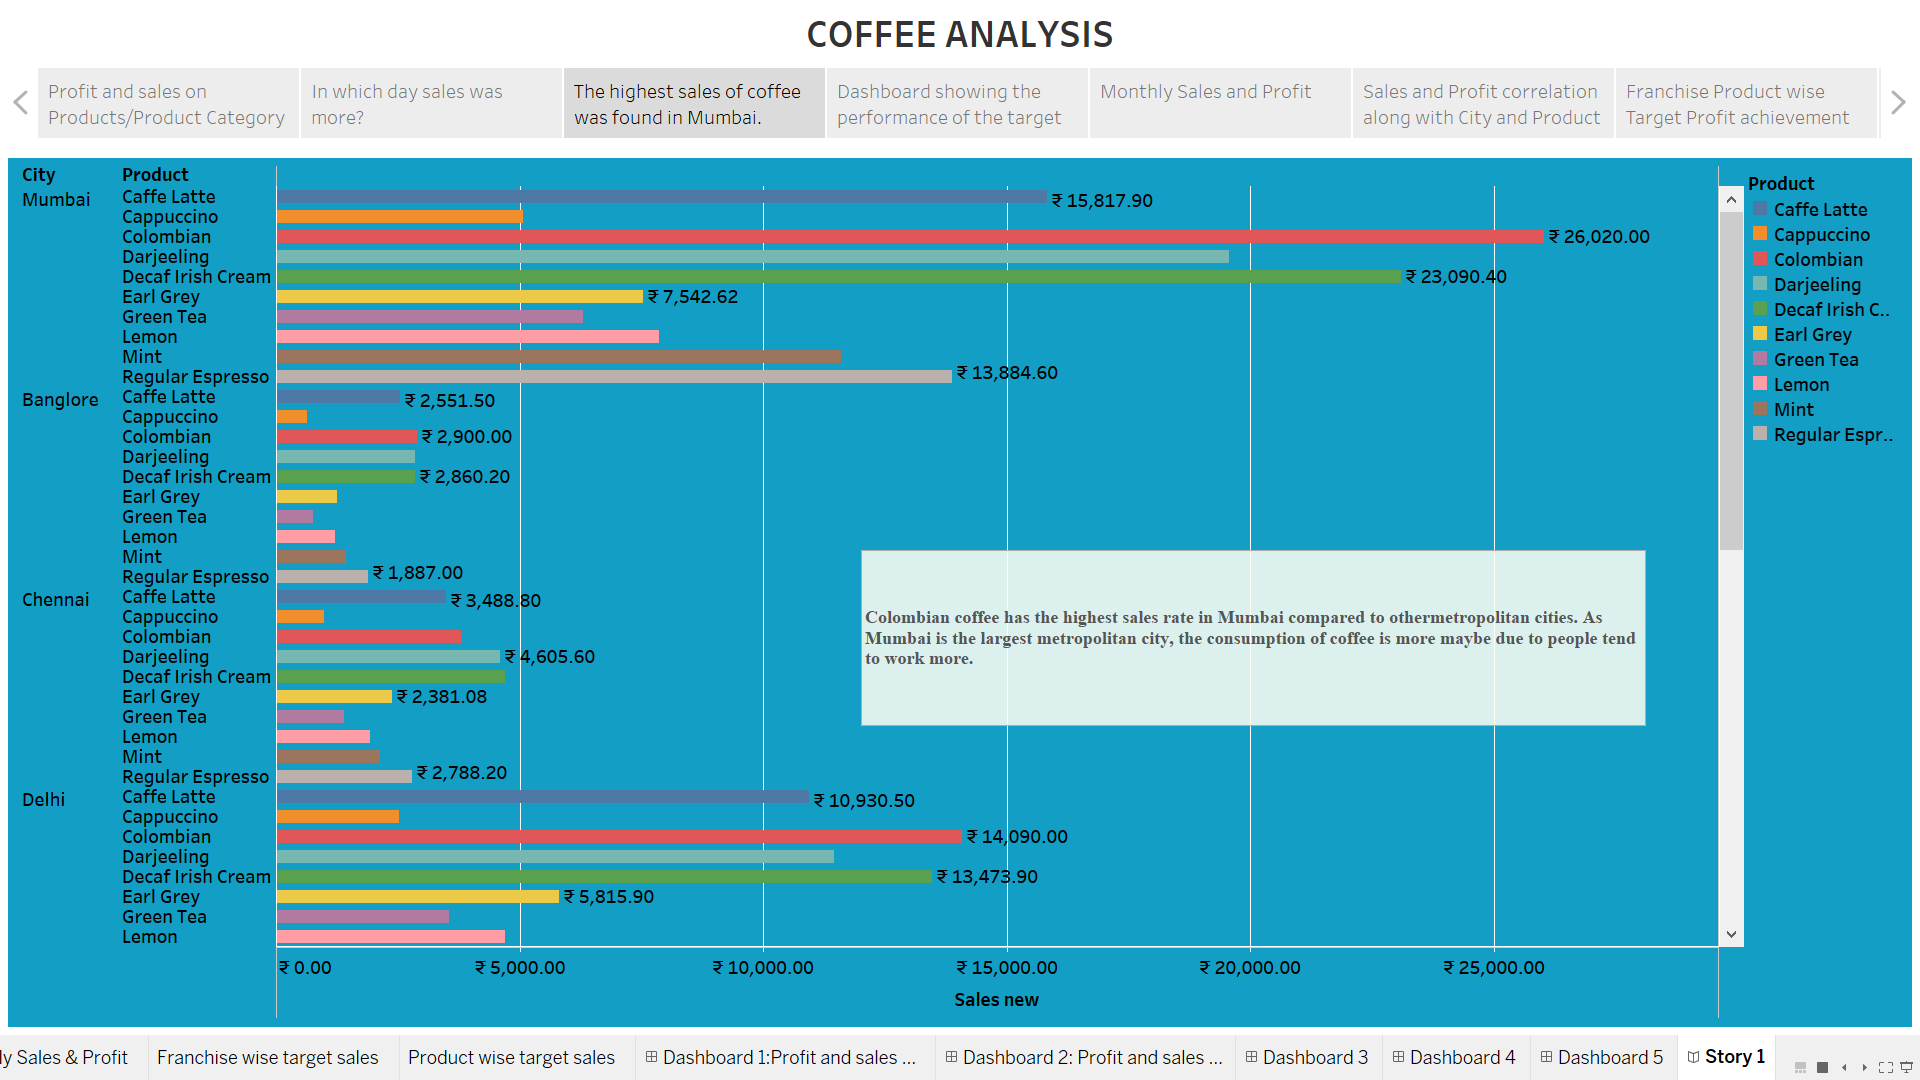 COFFEE ANALYSIS
Profit and sales on
Products/Product Category
In which day sales was
more?
The highest sales of coffee
was found in Mumbai.
Dashboard showing the
performance of the target
Monthly Sales and Profit
Sales and Profit correlation
along with City and Product
Franchise Product wise
Target Profit achievement
City Product
Mumbai Caffe Latte ₹ 15,817.90
Cappuccino
Colombian ₹ 26,020.00
Darjeeling
Decaf Irish Cream ₹ 23,090.40
Earl Grey ₹ 7,542.62
Green Tea
Lemon
Mint
Regular Espresso ₹ 13,884.60
Banglore Caffe Latte ₹ 2,551.50
Cappuccino
Colombian ₹ 2,900.00
Darjeeling
Decaf Irish Cream ₹ 2,860.20
Earl Grey
Green Tea
Lemon
Mint
Regular Espresso ₹ 1,887.00
Chennai Caffe Latte ₹ 3,488.80
Cappuccino
Colombian
Darjeeling ₹ 4,605.60
Decaf Irish Cream
Earl Grey ₹ 2,381.08
Green Tea
Lemon
Mint
Regular Espresso ₹ 2,788.20
Delhi Caffe Latte ₹ 10,930.50
Cappuccino
Colombian ₹ 14,090.00
Darjeeling
Decaf Irish Cream ₹ 13,473.90
Earl Grey ₹ 5,815.90
Green Tea
Lemon
₹ 0.00 ₹ 5,000.00 ₹ 10,000.00 ₹ 15,000.00 ₹ 20,000.00 ₹ 25,000.00
Sales new
Colombian coffee has the highest sales rate in Mumbai compared to othermetropolitan cities. As
Mumbai is the largest metropolitan city, the consumption of coffee is more maybe due to people tend
to work more.
Product
Caffe Latte
Cappuccino
Colombian
Darjeeling
Decaf Irish C..
Earl Grey
Green Tea
Lemon
Mint
Regular Espr..
ly Sales & Profit Franchise wise target sales Product wise target sales Dashboard 1:Profit and sales ... Dashboard 2: Profit and sales ... Dashboard 3 Dashboard 4 Dashboard 5 Story 1